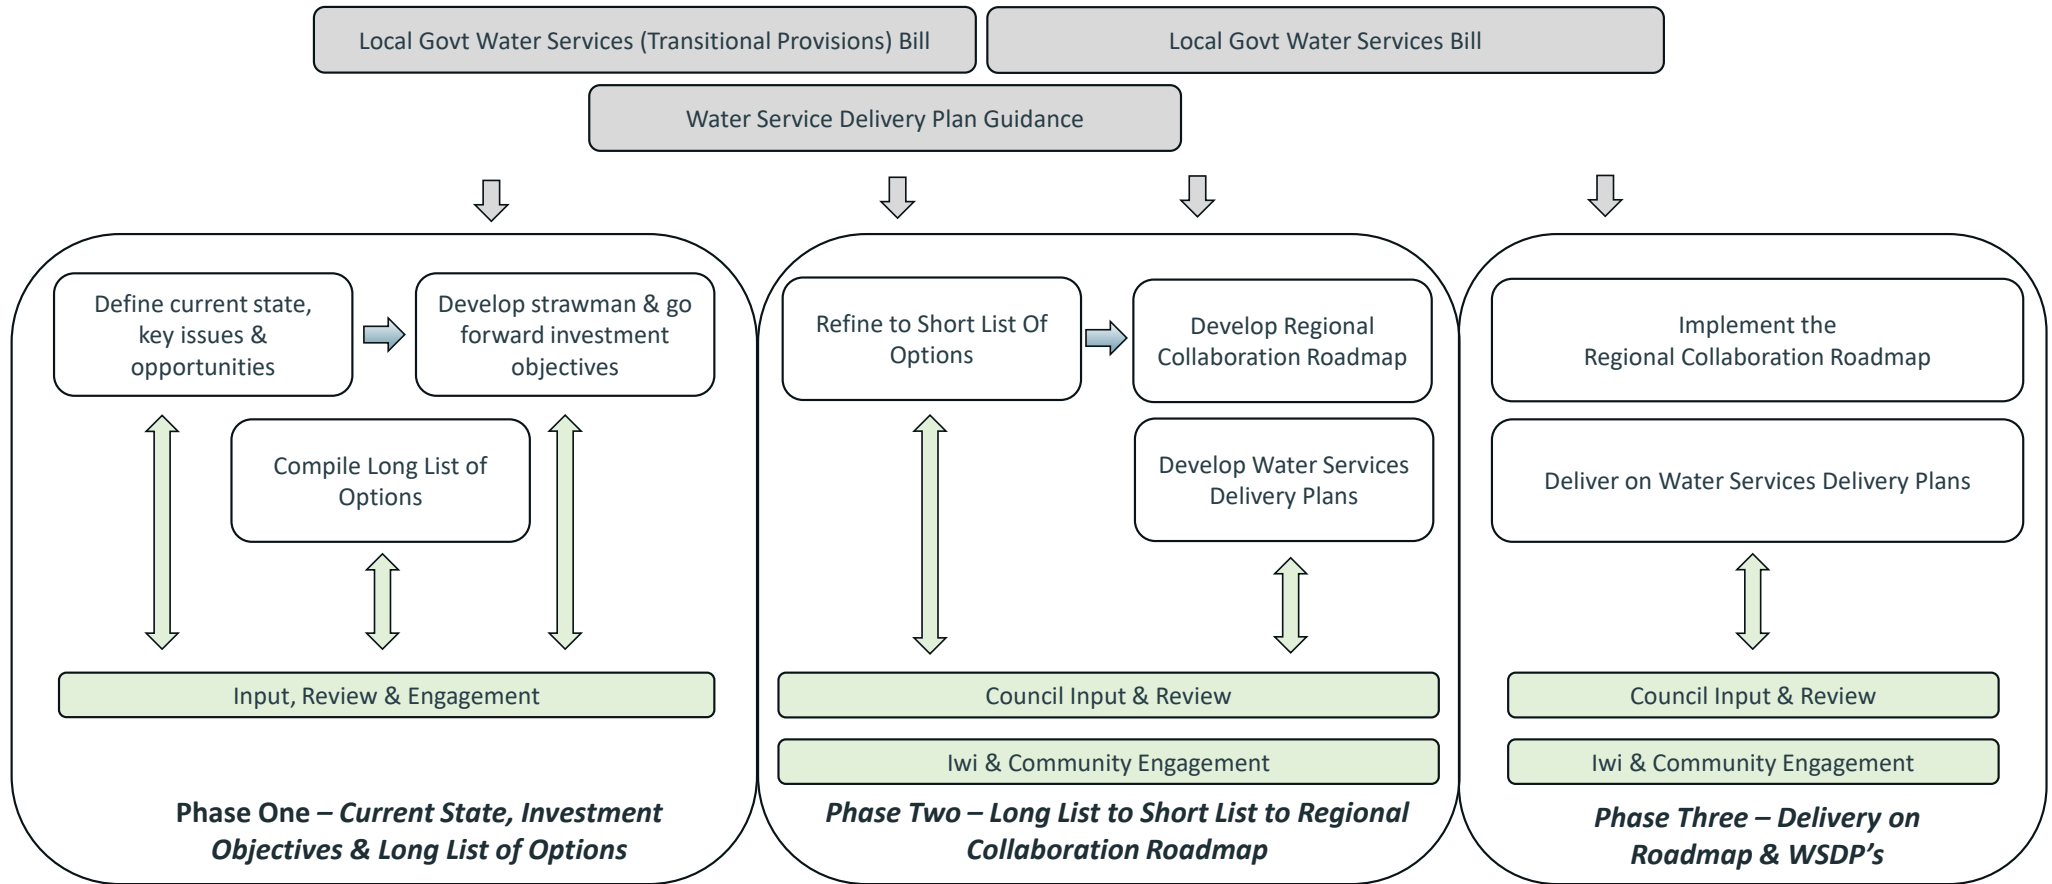 Local Govt Water Services (Transitional Provisions) Bill
Local Govt Water Services Bill
Water Service Delivery Plan Guidance
Define current state,
key issues &
opportunities
Develop strawman & go
forward investment
objectives
Compile Long List of
Options
Input, Review & Engagement
Phase One – Current State, Investment
Objectives & Long List of Options
Refine to Short List Of
Options
Develop Regional
Collaboration Roadmap
Develop Water Services
Delivery Plans
Council Input & Review
Iwi & Community Engagement
Phase Two – Long List to Short List to Regional
Collaboration Roadmap
Implement the
Regional Collaboration Roadmap
Deliver on Water Services Delivery Plans
Council Input & Review
Iwi & Community Engagement
Phase Three – Delivery on
Roadmap & WSDP’s